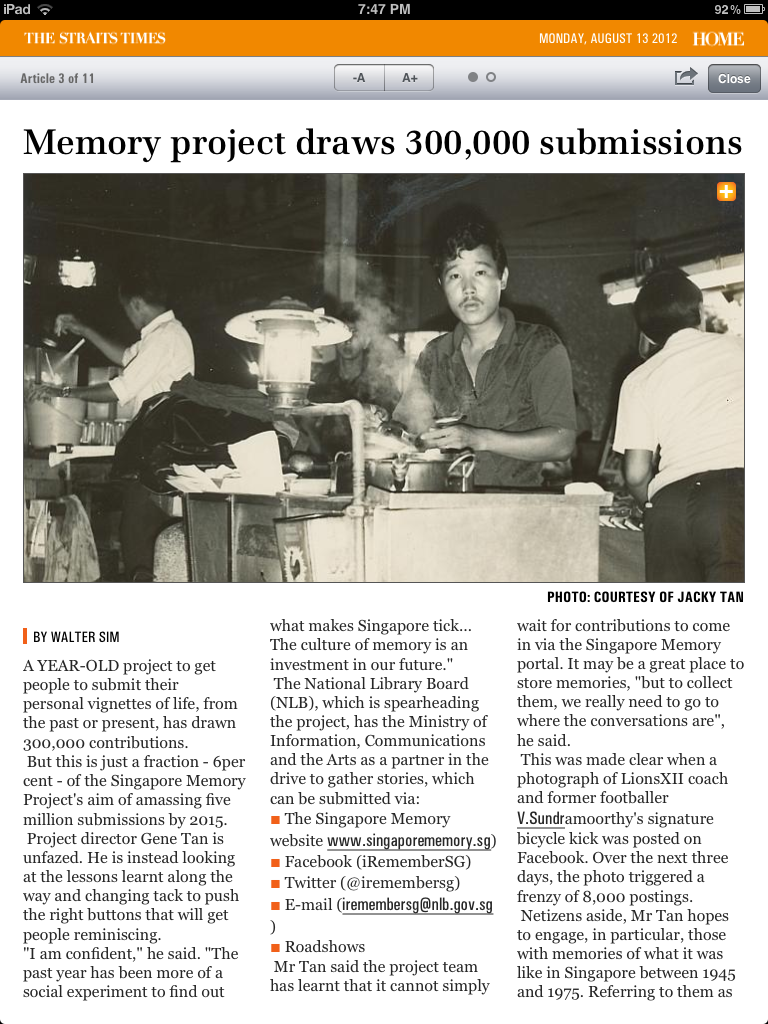 iPad 7:47 PM 92%
THE STRAITS TIMES MONDAY, AUGUST 13 2012 HOME
Article 3 of 11 -A A+ Close
Memory project draws 300,000 submissions
PHOTO: COURTESY OF JACKY TAN
BY WALTER SIM
A YEAR-OLD project to get
people to submit their
personal vignettes of life, from
the past or present, has drawn
300,000 contributions.
But this is just a fraction - 6per
cent - of the Singapore Memory
Project's aim of amassing five
million submissions by 2015.
Project director Gene Tan is
unfazed. He is instead looking
at the lessons learnt along the
way and changing tack to push
the right buttons that will get
people reminiscing.
"I am confident," he said. "The
past year has been more of a
social experiment to find out
what makes Singapore tick...
The culture of memory is an
investment in our future."
The National Library Board
(NLB), which is spearheading
the project, has the Ministry of
Information, Communications
and the Arts as a partner in the
drive to gather stories, which
can be submitted via:
■ The Singapore Memory
website www.singaporememory.sg)
■ Facebook (iRememberSG)
■ Twitter (@iremembersg)
■ E-mail (iremembersg@nlb.gov.sg
)
■ Roadshows
Mr Tan said the project team
has learnt that it cannot simply
wait for contributions to come
in via the Singapore Memory
portal. It may be a great place to
store memories, "but to collect
them, we really need to go to
where the conversations are",
he said.
This was made clear when a
photograph of LionsXII coach
and former footballer
V.Sundramoorthy's signature
bicycle kick was posted on
Facebook. Over the next three
days, the photo triggered a
frenzy of 8,000 postings.
Netizens aside, Mr Tan hopes
to engage, in particular, those
with memories of what it was
like in Singapore between 1945
and 1975. Referring to them as